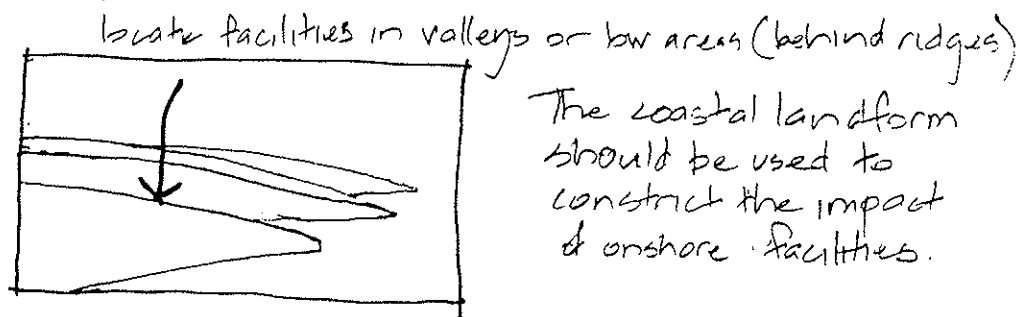 locate facilities in valleys or low areas (behind ridges)
The coastal landform
should be used to
constrict the impact
of onshore facilities.